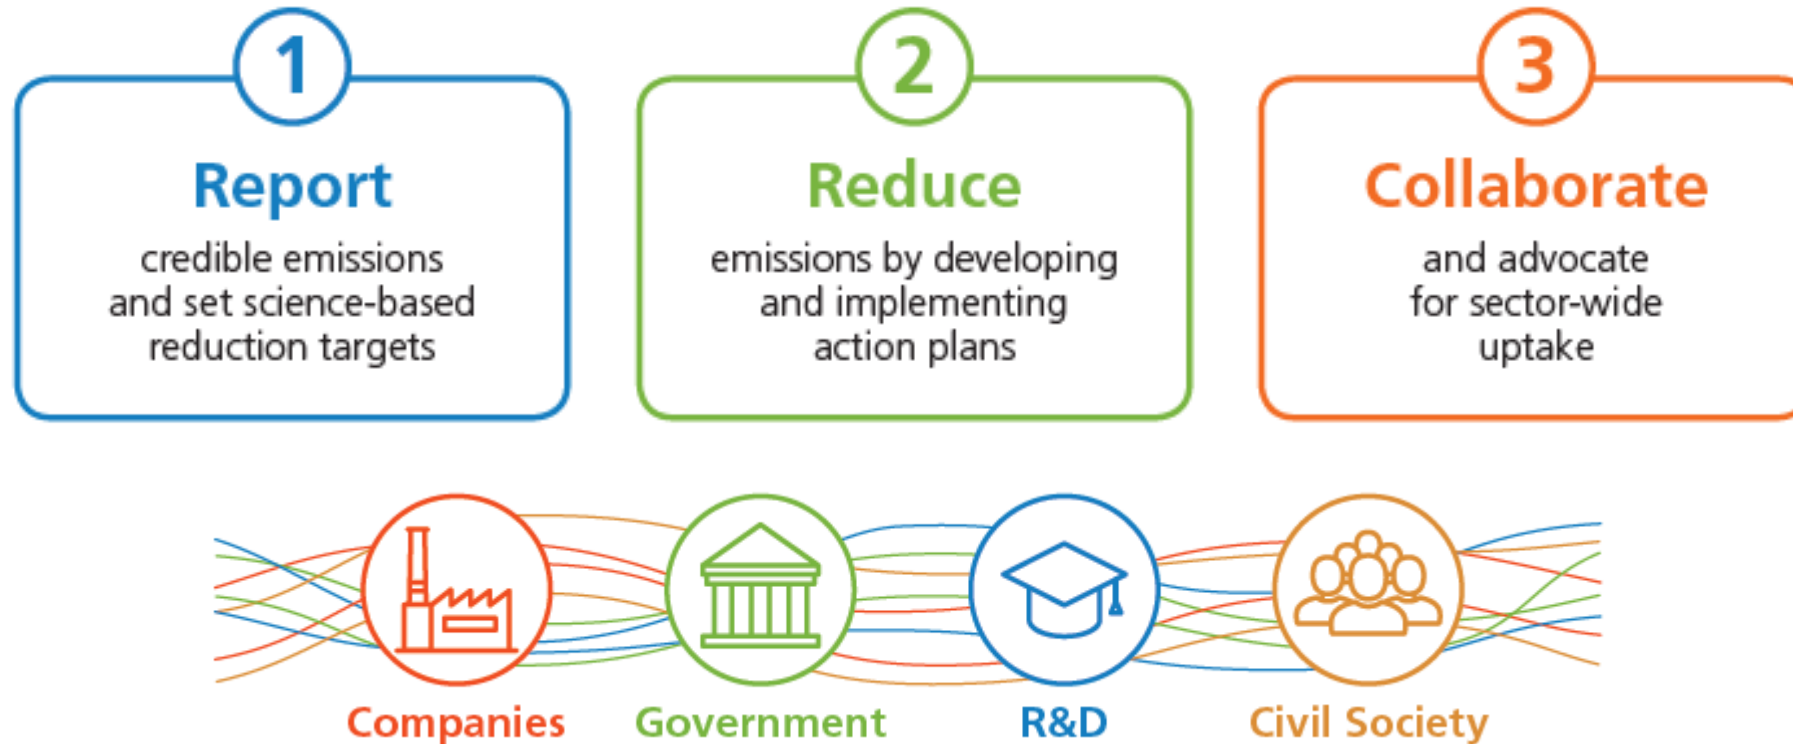 1
Report
credible emissions
and set science-based
reduction targets
2
Reduce
emissions by developing
and implementing
action plans
3
Collaborate
and advocate
for sector-wide
uptake
Companies
Government
R&D
Civil Society